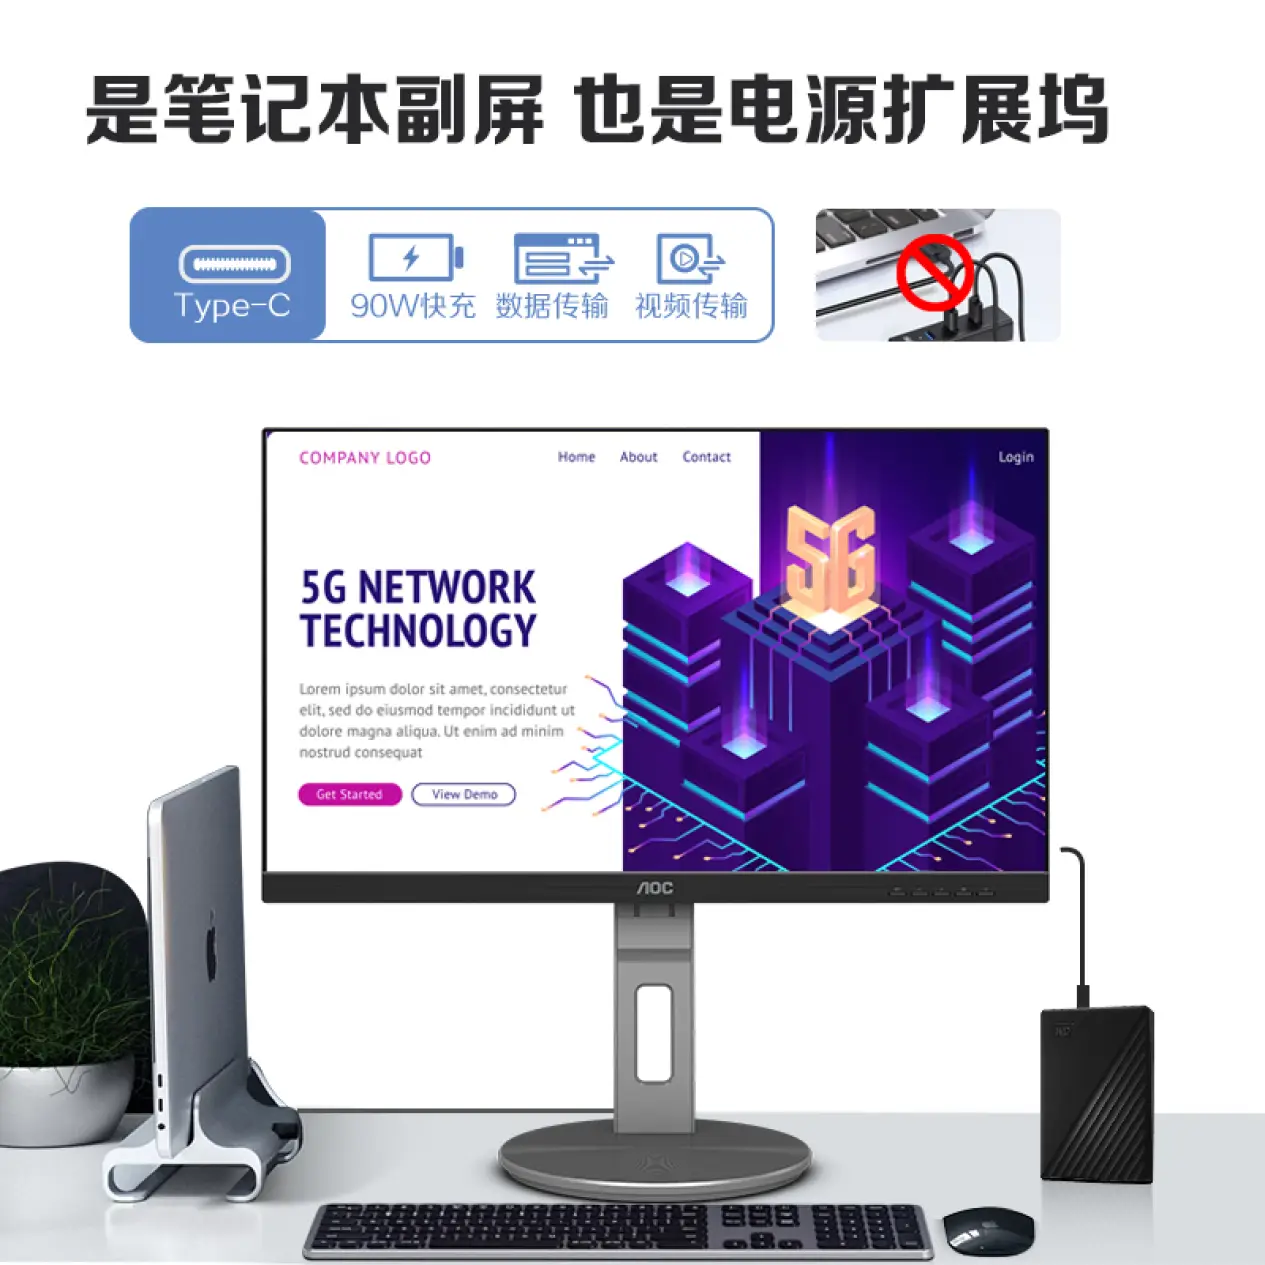 是笔记本副屏 也是电源扩展坞
Type-C
90W快充
数据传输
视频传输
COMPANY LOGO
Home About Contact
Login
5G
5G NETWORK
TECHNOLOGY
Lorem ipsum dolor sit amet, consectetur
elit, sed do eiusmod tempor incididunt ut
dolore magna aliqua. Ut enim ad minim
nostrud consequat
Get Started
View Demo
AOC